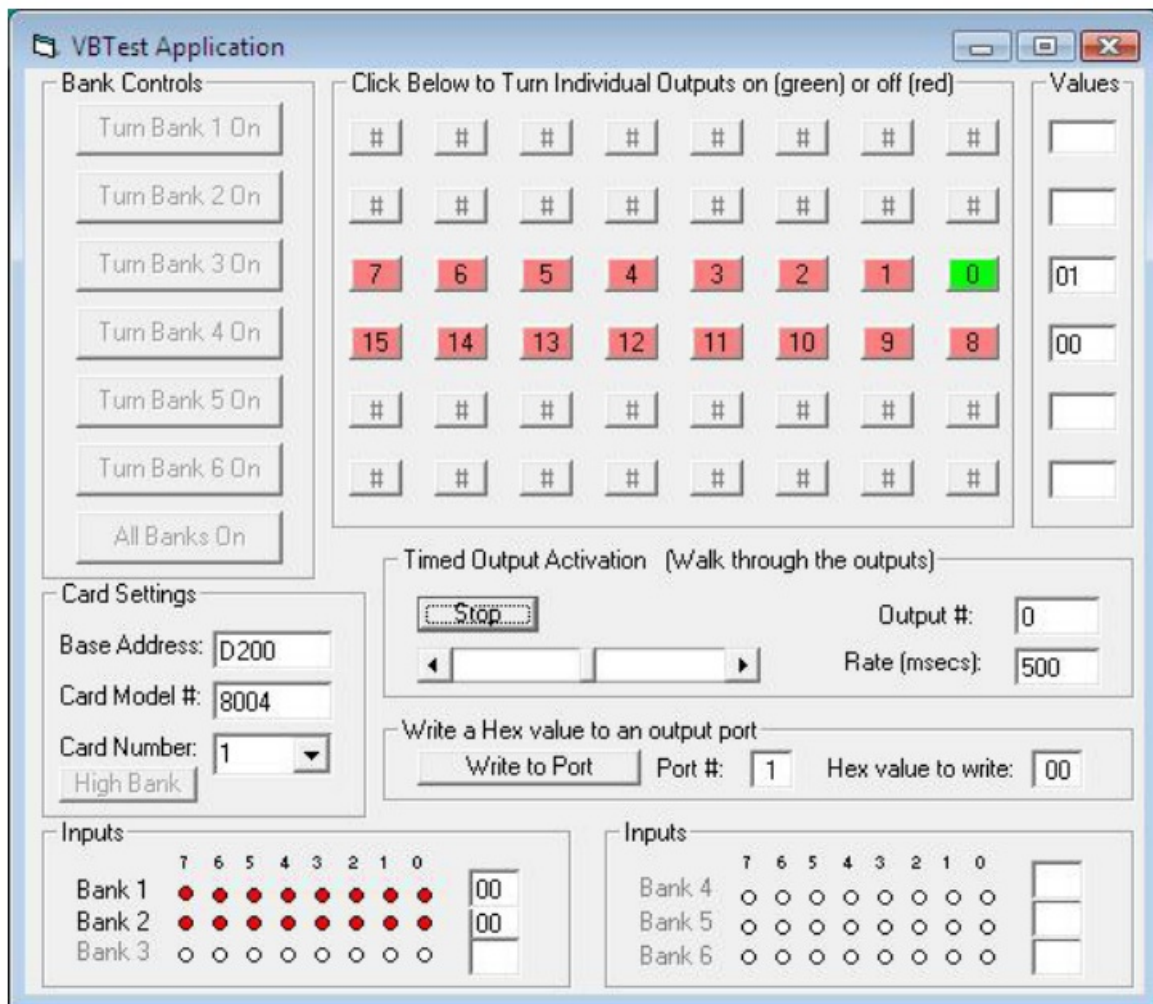 VBTest Application
Bank Controls
Turn Bank 1 On
Turn Bank 2 On
Turn Bank 3 On
Turn Bank 4 On
Turn Bank 5 On
Turn Bank 6 On
All Banks On
Click Below to Turn Individual Outputs on (green) or off (red)
# # # # # # # #
# # # # # # # #
7 6 5 4 3 2 1 0
15 14 13 12 11 10 9 8
# # # # # # # #
# # # # # # # #
Values
01
00
Card Settings
Base Address: D200
Card Model #: 8004
Card Number: 1
High Bank
Timed Output Activation (Walk through the outputs)
Stop
Output #: 0
Rate (msecs): 500
Write a Hex value to an output port
Write to Port Port #: 1 Hex value to write: 00
Inputs
7 6 5 4 3 2 1 0
Bank 1 00
Bank 2 00
Bank 3
Inputs
7 6 5 4 3 2 1 0
Bank 4
Bank 5
Bank 6